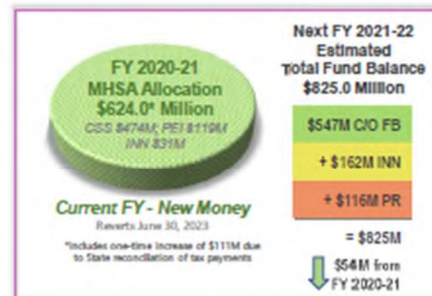 FY 2020-21
MHSA Allocation
$624.0* Million
CSS $474M; PEI $119M
INN $31M
Current FY - New Money
Reverts June 30, 2023
*Includes one-time increase of $111M due
to State reconciliation of tax payments
Next FY 2021-22
Estimated
Total Fund Balance
$825.0 Million
$547M C/O FB
+ $162M INN
+ $116M PR
= $825M
$54M from
FY 2020-21